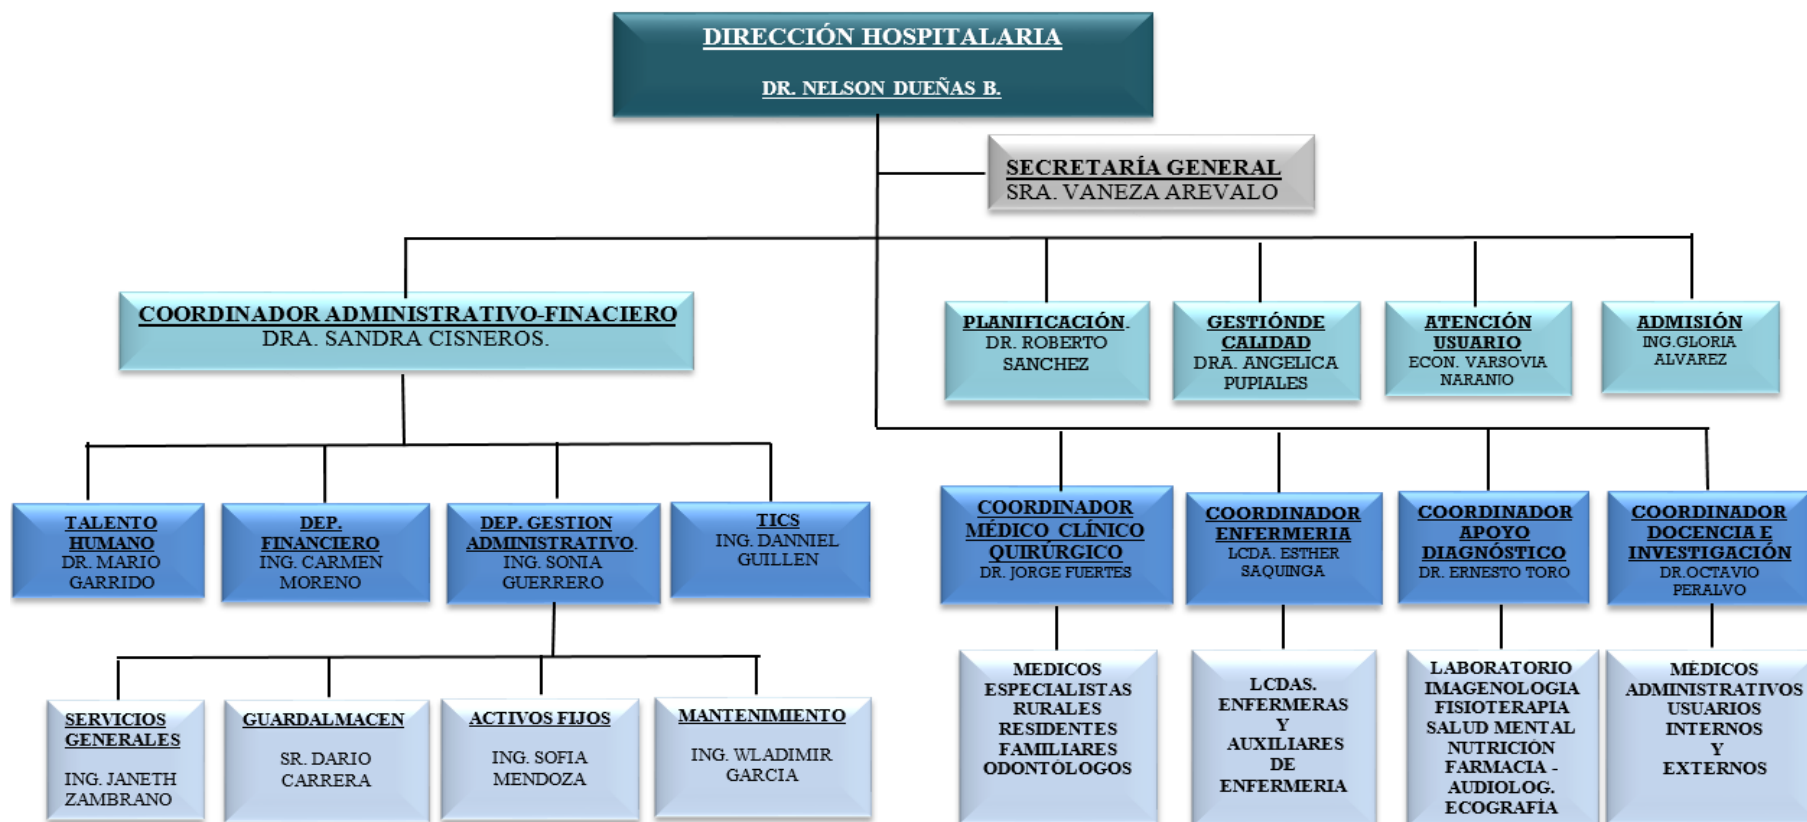 DIRECCIÓN HOSPITALARIA
DR. NELSON DUEÑAS B.
SECRETARÍA GENERAL
SRA. VANEZA AREVALO
COORDINADOR ADMINISTRATIVO-FINACIERO
DRA. SANDRA CISNEROS.
PLANIFICACIÓN.
DR. ROBERTO
SANCHEZ
GESTIÓNDE
CALIDAD
DRA. ANGELICA
PUPIALES
ATENCIÓN
USUARIO
ECON. VARSOVIA
NARANJO
ADMISIÓN
ING.GLORIA
ALVAREZ
TALENTO
HUMANO
DR. MARIO
GARRIDO
DEP.
FINANCIERO
ING. CARMEN
MORENO
DEP. GESTION
ADMINISTRATIVO.
ING. SONIA
GUERRERO
TICS
ING. DANNIEL
GUILLEN
COORDINADOR
MÉDICO CLÍNICO
QUIRÚRGICO
DR. JORGE FUERTES
COORDINADOR
ENFERMERIA
LCDA. ESTHER
SAQUINGA
COORDINADOR
APOYO
DIAGNÓSTICO
DR. ERNESTO TORO
COORDINADOR
DOCENCIA E
INVESTIGACIÓN
DR.OCTAVIO
PERALVO
SERVICIOS
GENERALES
ING. JANETH
ZAMBRANO
GUARDALMACEN
SR. DARIO
CARRERA
ACTIVOS FIJOS
ING. SOFIA
MENDOZA
MANTENIMIENTO
ING. WLADIMIR
GARCIA
MEDICOS
ESPECIALISTAS
RURALES
RESIDENTES
FAMILIARES
ODONTÓLOGOS
LCDAS.
ENFERMERAS
Y
AUXILIARES
DE
ENFERMERIA
LABORATORIO
IMAGENOLOGIA
FISIOTERAPIA
SALUD MENTAL
NUTRICIÓN
FARMACIA -
AUDIOLOG.
ECOGRAFÍA
MÉDICOS
ADMINISTRATIVOS
USUARIOS
INTERNOS
Y
EXTERNOS